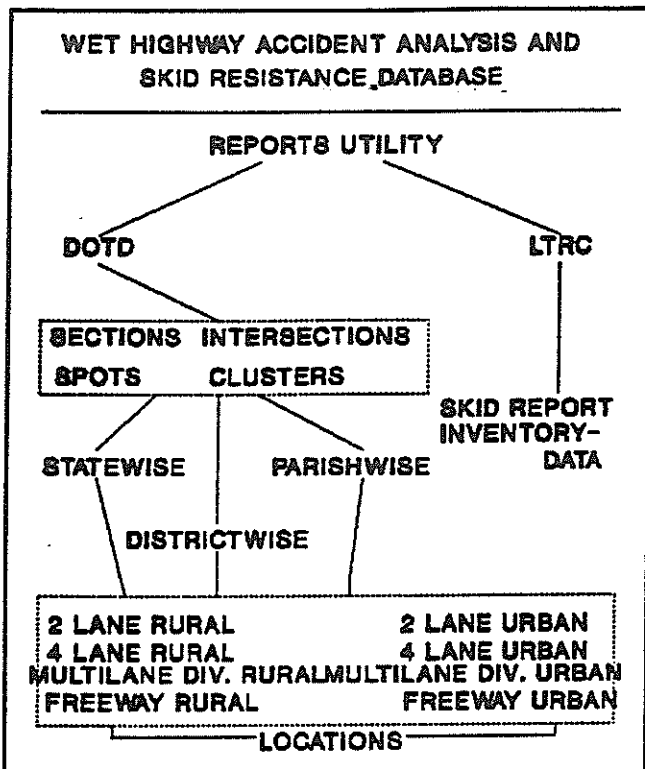 WET HIGHWAY ACCIDENT ANALYSIS AND
SKID RESISTANCE DATABASE
REPORTS UTILITY
DOTD LTRC
SECTIONS INTERSECTIONS
SPOTS CLUSTERS
SKID REPORT
INVENTORY-
DATA
STATEWISE PARISHWISE
DISTRICTWISE
2 LANE RURAL 2 LANE URBAN
4 LANE RURAL 4 LANE URBAN
MULTILANE DIV. RURAL MULTILANE DIV. URBAN
FREEWAY RURAL FREEWAY URBAN
LOCATIONS